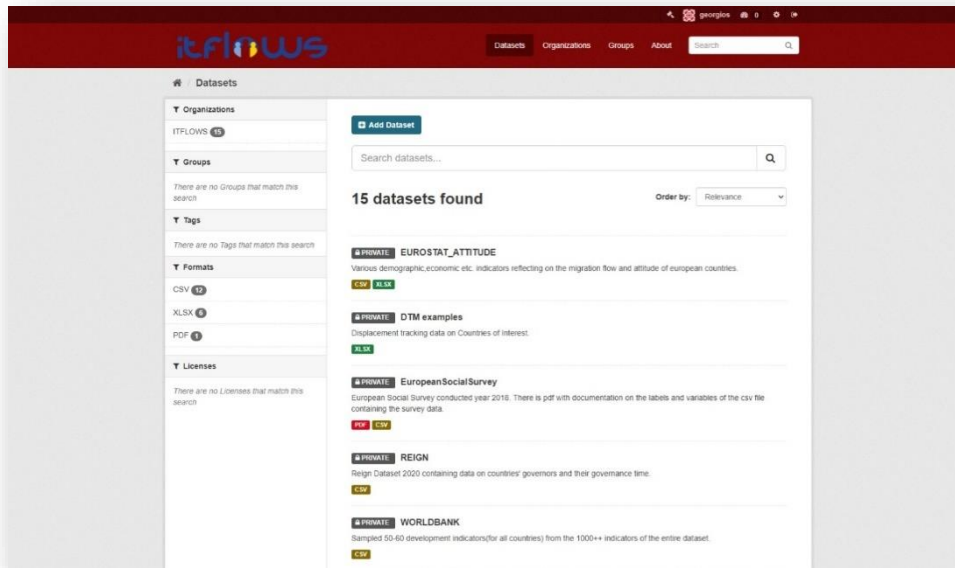 georgios 0
itflows
Datasets Organizations Groups About Search
Datasets
Organizations
ITFLOWS 15
Groups
There are no Groups that match this
search
Tags
There are no Tags that match this search
Formats
CSV 12
XLSX 6
PDF 1
Licenses
There are no Licenses that match this
search
Add Dataset
Search datasets...
15 datasets found
Order by: Relevance
PRIVATE EUROSTAT_ATTITUDE
Various demographic,economic etc. indicators reflecting on the migration flow and attitude of european countries.
CSV XLSX
PRIVATE DTM examples
Displacement tracking data on Countries of interest.
XLSX
PRIVATE EuropeanSocialSurvey
European Social Survey conducted year 2018. There is pdf with documentation on the labels and variables of the csv file
containing the survey data.
PDF CSV
PRIVATE REIGN
Reign Dataset 2020 containing data on countries' governors and their governance time.
CSV
PRIVATE WORLDBANK
Sampled 50-60 development indicators(for all countries) from the 1000++ indicators of the entire dataset.
CSV